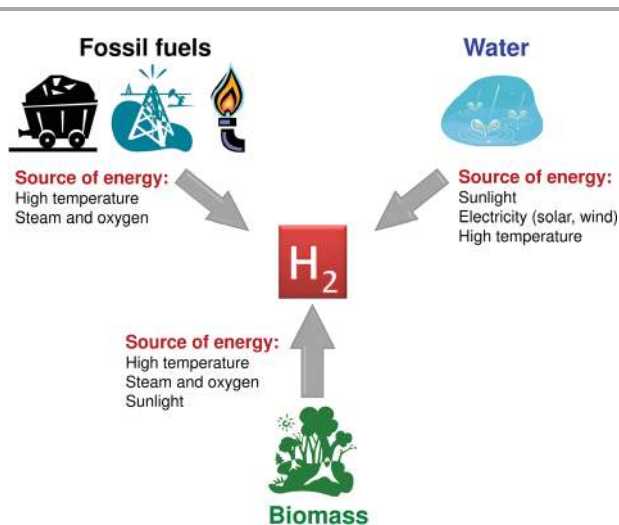 Fossil fuels
Water
Source of energy:
High temperature
Steam and oxygen
Source of energy:
Sunlight
Electricity (solar, wind)
High temperature
H2
Source of energy:
High temperature
Steam and oxygen
Sunlight
Biomass